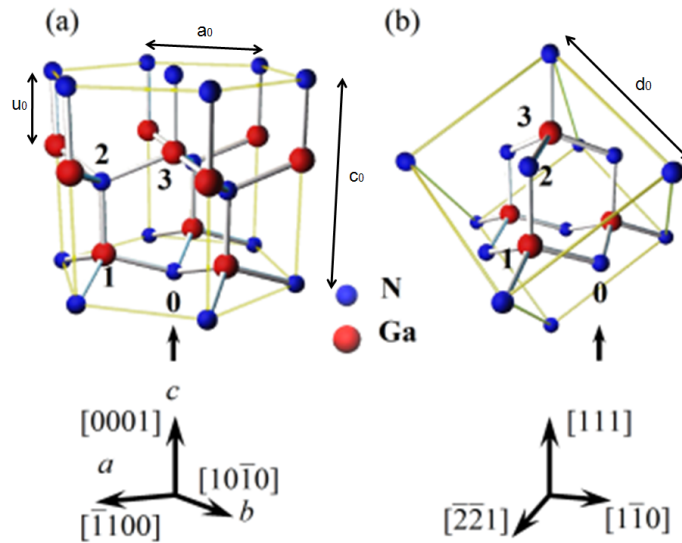 (a)
a₀
(b)
u₀
d₀
3
2
2
3
c₀
1
1
0
N
0
Ga
c
[0001]
[111]
a
[101̅0]
[1̅100]
b
[2̅2̅1]
[11̅0]